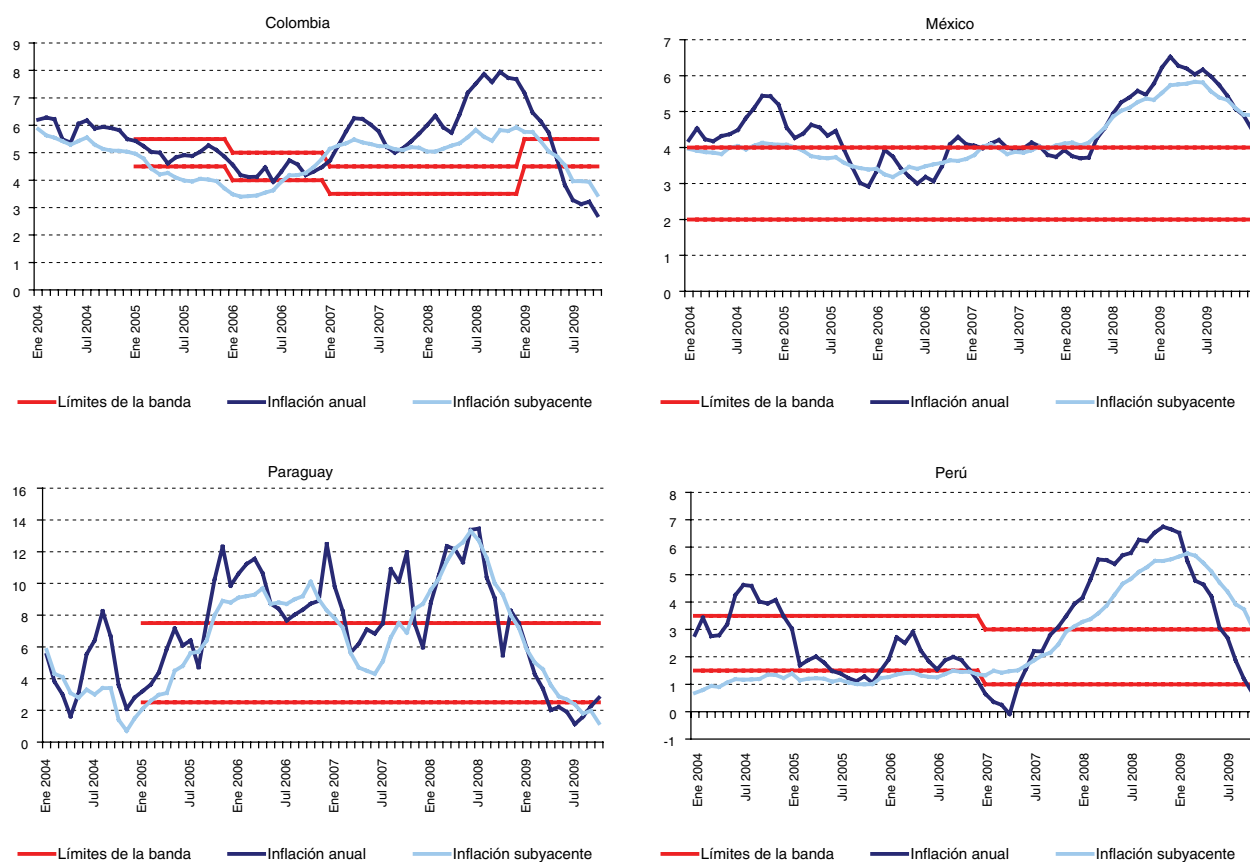 Colombia
9
8
7
6
5
4
3
2
1
0
Ene 2004
Jul 2004
Ene 2005
Jul 2005
Ene 2006
Jul 2006
Ene 2007
Jul 2007
Ene 2008
Jul 2008
Ene 2009
Jul 2009
Límites de la banda Inflación anual Inflación subyacente
México
7
6
5
4
3
2
1
0
Ene 2004
Jul 2004
Ene 2005
Jul 2005
Ene 2006
Jul 2006
Ene 2007
Jul 2007
Ene 2008
Jul 2008
Ene 2009
Jul 2009
Límites de la banda Inflación anual Inflación subyacente
Paraguay
16
14
12
10
8
6
4
2
0
Ene 2004
Jul 2004
Ene 2005
Jul 2005
Ene 2006
Jul 2006
Ene 2007
Jul 2007
Ene 2008
Jul 2008
Ene 2009
Jul 2009
Límites de la banda Inflación anual Inflación subyacente
Perú
8
7
6
5
4
3
2
1
0
-1
Ene 2004
Jul 2004
Ene 2005
Jul 2005
Ene 2006
Jul 2006
Ene 2007
Jul 2007
Ene 2008
Jul 2008
Ene 2009
Jul 2009
Límites de la banda Inflación anual Inflación subyacente